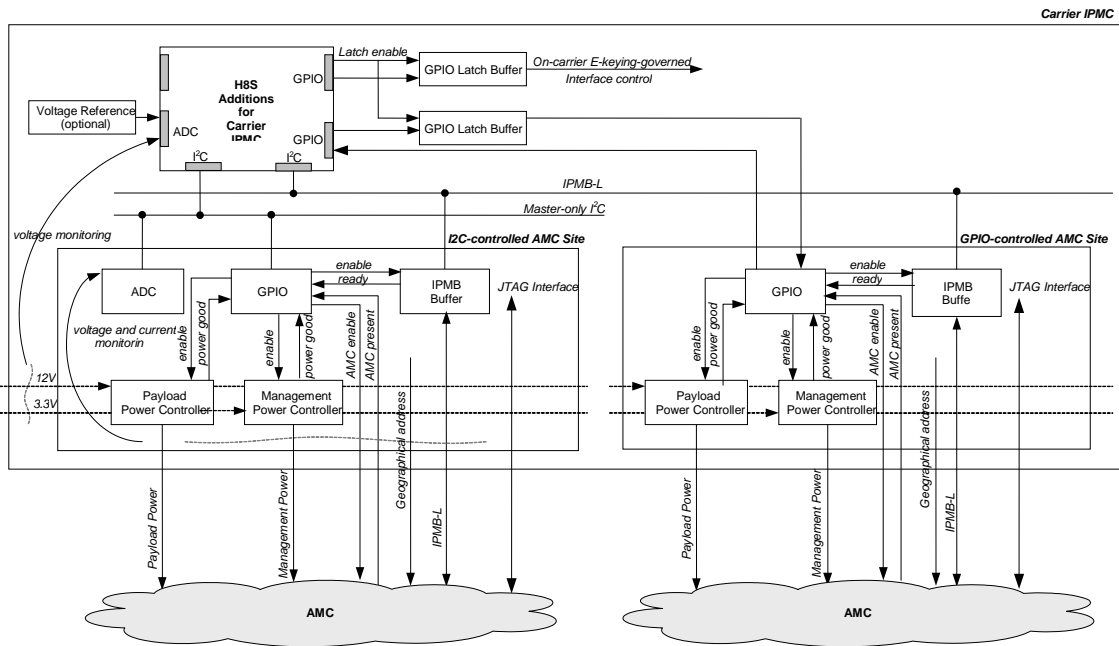 Carrier IPMC
Latch enable
GPIO
GPIO Latch Buffer
On-carrier E-keying-governed
Interface control
H8S
Additions
for
Carrier
IPMC
Voltage Reference
(optional)
ADC
GPIO
GPIO Latch Buffer
I²C
I²C
IPMB-L
Master-only I²C
voltage monitoring
I2C-controlled AMC Site
GPIO-controlled AMC Site
ADC
GPIO
enable
ready
IPMB
Buffer
JTAG Interface
voltage and current
monitorin
enable
power good
enable
power good
AMC enable
AMC present
12V
3.3V
Payload
Power Controller
Management
Power Controller
Geographical address
Payload Power
Management Power
IPMB-L
AMC
GPIO
enable
ready
IPMB
Buffe
JTAG Interface
enable
power good
enable
power good
AMC enable
AMC present
Payload
Power Controller
Management
Power Controller
Geographical address
Payload Power
Management Power
IPMB-L
AMC